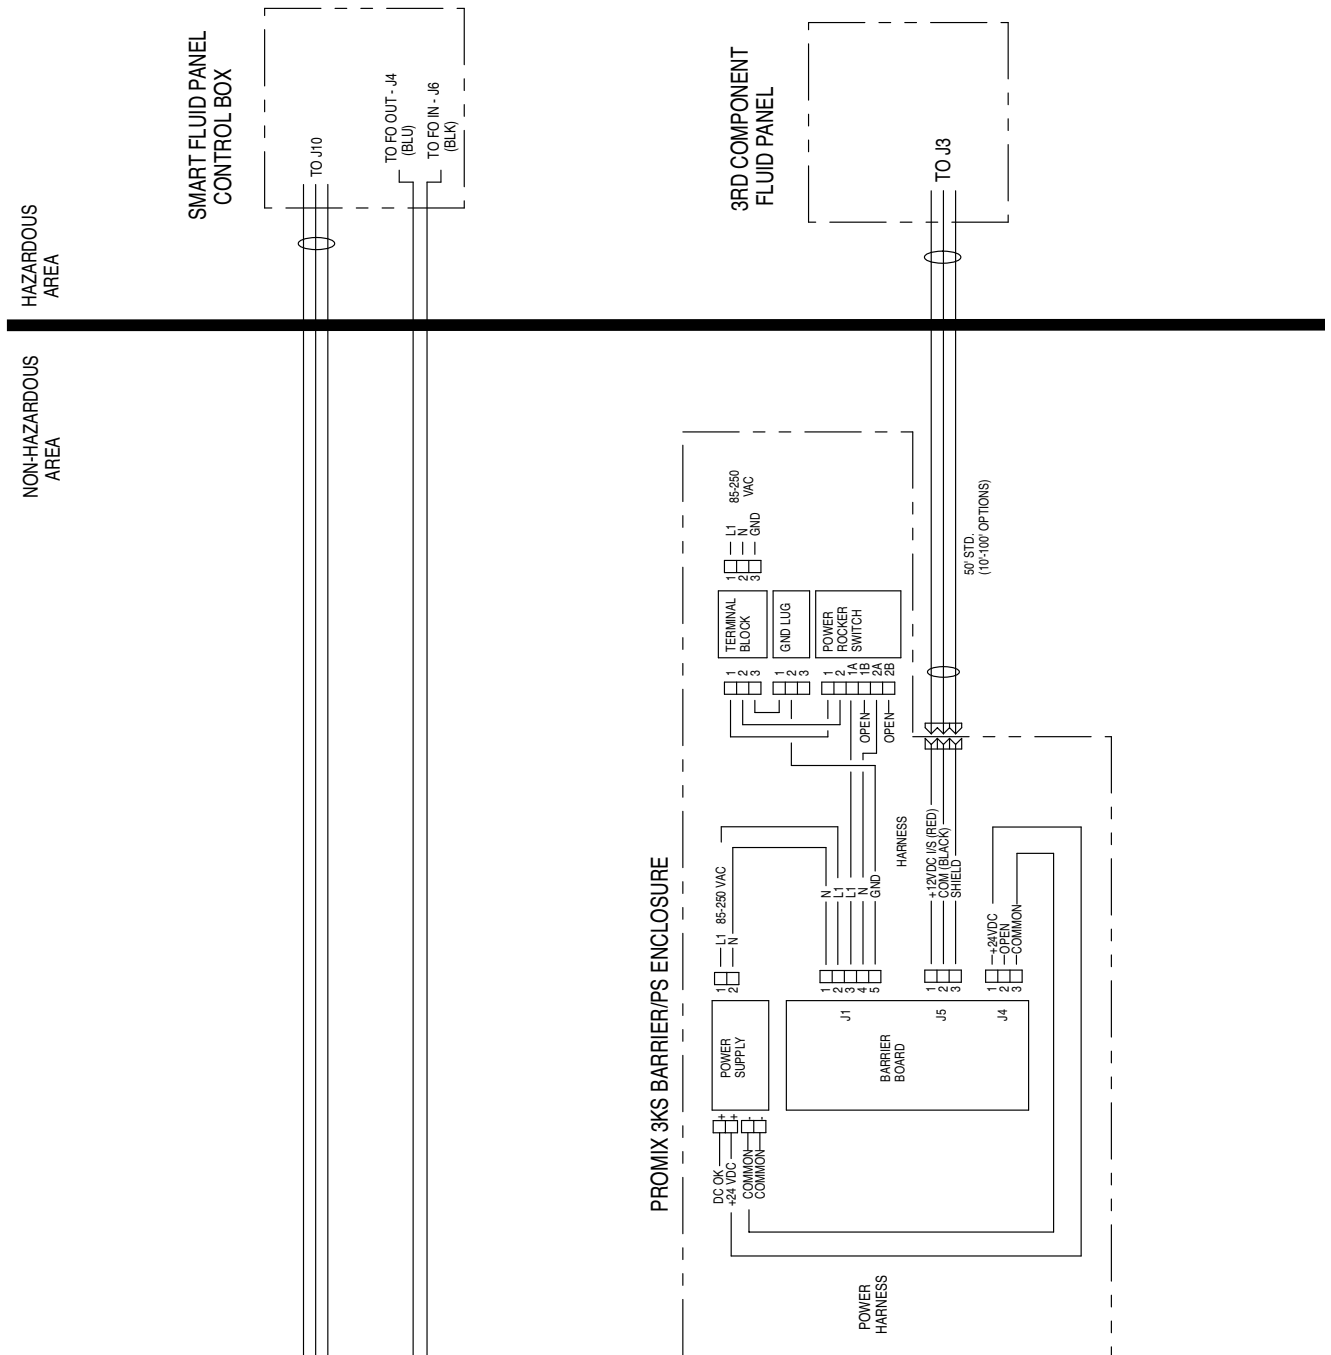 HAZARDOUS
AREA
NON-HAZARDOUS
AREA
SMART FLUID PANEL
CONTROL BOX
TO J10
TO FO OUT - J4
(BLU)
TO FO IN - J6
(BLK)
3RD COMPONENT
FLUID PANEL
TO J3
50' STD.
(10'-100' OPTIONS)
PROMIX 3KS BARRIER/PS ENCLOSURE
85-250
VAC
L1
N
GND
1
2
3
TERMINAL
BLOCK
GND LUG
POWER
ROCKER
SWITCH
1
2
3
1
2
3
1
2
1A
1B
2A
2B
OPEN
OPEN
HARNESS
L1 85-250 VAC
N
1
2
POWER
SUPPLY
+
+
-
-
DC OK
+24 VDC
COMMON
COMMON
N
L1
L1
N
GND
1
2
3
4
5
J1
+12VDC I/S (RED)
COM (BLACK)
SHIELD
1
2
3
J5
+24VDC
OPEN
COMMON
1
2
3
J4
BARRIER
BOARD
POWER
HARNESS